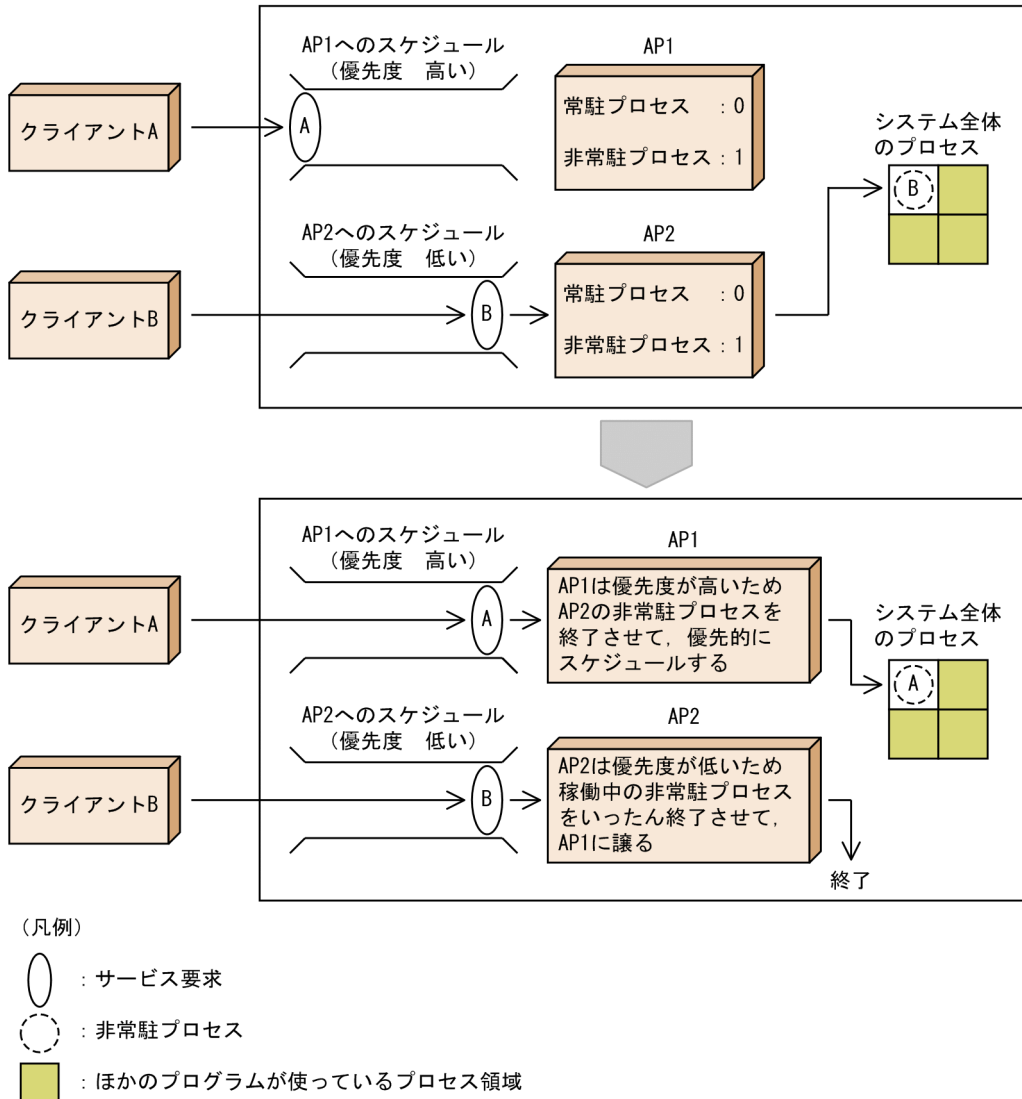 AP1へのスケジュール
(優先度 高い)
AP1
クライアントA
A
常駐プロセス :0
非常駐プロセス:1
システム全体
のプロセス
B
AP2へのスケジュール
(優先度 低い)
AP2
クライアントB
B
常駐プロセス :0
非常駐プロセス:1
AP1へのスケジュール
(優先度 高い)
AP1
クライアントA
A
AP1は優先度が高いため
AP2の非常駐プロセスを
終了させて,優先的に
スケジュールする
システム全体
のプロセス
A
AP2へのスケジュール
(優先度 低い)
AP2
クライアントB
B
AP2は優先度が低いため
稼働中の非常駐プロセス
をいったん終了させて,
AP1に譲る
終了
(凡例)
:サービス要求
:非常駐プロセス
:ほかのプログラムが使っているプロセス領域